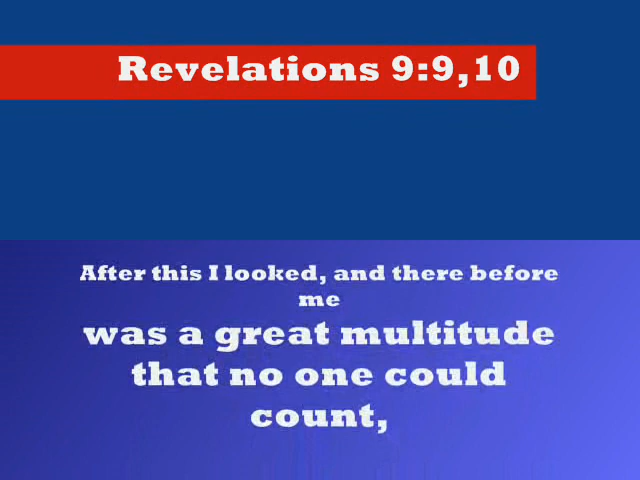 Revelations 9:9,10
After this I looked, and there before
me
was a great multitude
that no one could
count,